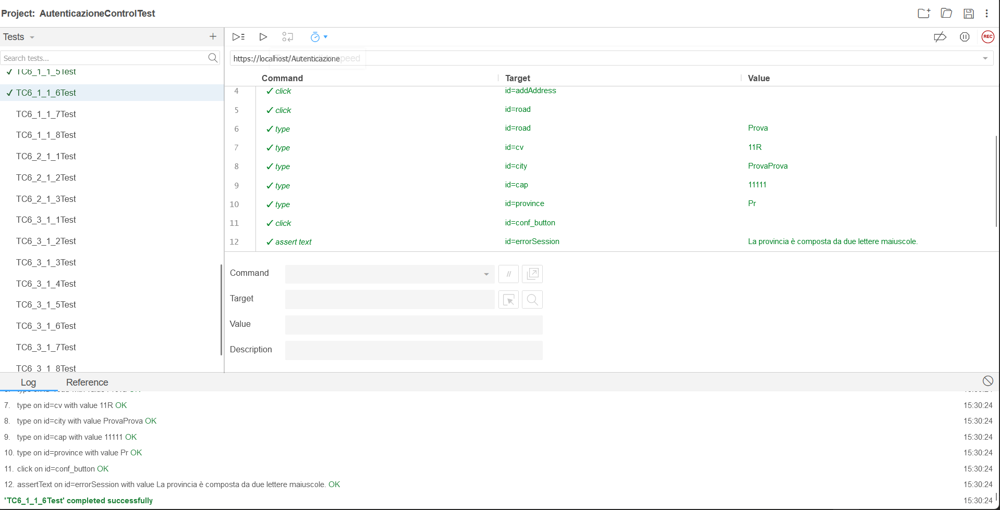 Project: AutenticazioneControlTest
Tests
Search tests...
TC6_1_1_5Test
TC6_1_1_6Test
TC6_1_1_7Test
TC6_1_1_8Test
TC6_2_1_1Test
TC6_2_1_2Test
TC6_2_1_3Test
TC6_3_1_1Test
TC6_3_1_2Test
TC6_3_1_3Test
TC6_3_1_4Test
TC6_3_1_5Test
TC6_3_1_6Test
TC6_3_1_7Test
TC6_3_1_8Test
REC
https://localhost/Autenticazione
Command Target Value
4 click id=addAddress
5 click id=road
6 type id=road Prova
7 type id=cv 11R
8 type id=city ProvaProva
9 type id=cap 11111
10 type id=province Pr
11 click id=conf_button
12 assert text id=errorSession La provincia è composta da due lettere maiuscole.
Command //
Target
Value
Description
Log Reference
7. type on id=cv with value 11R OK 15:30:24
8. type on id=city with value ProvaProva OK 15:30:24
9. type on id=cap with value 11111 OK 15:30:24
10. type on id=province with value Pr OK 15:30:24
11. click on id=conf_button OK 15:30:24
12. assertText on id=errorSession with value La provincia è composta da due lettere maiuscole. OK 15:30:24
'TC6_1_1_6Test' completed successfully 15:30:24